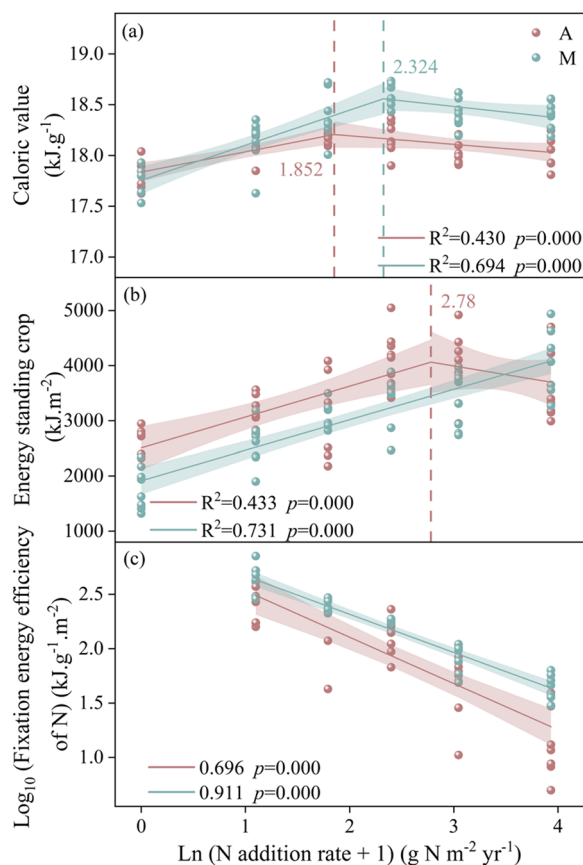 (a)
A
M
19.0
18.5
18.0
17.5
17.0
Caloric value
(kJ.g⁻¹)
2.324
1.852
R²=0.430 p=0.000
R²=0.694 p=0.000
(b)
2.78
5000
4000
3000
2000
1000
Energy standing crop
(kJ.m⁻²)
R²=0.433 p=0.000
R²=0.731 p=0.000
(c)
2.5
2.0
1.5
1.0
Log₁₀ (Fixation energy efficiency
of N) (kJ.g⁻¹.m⁻²)
0.696 p=0.000
0.911 p=0.000
0 1 2 3 4
Ln (N addition rate + 1) (g N m⁻² yr⁻¹)